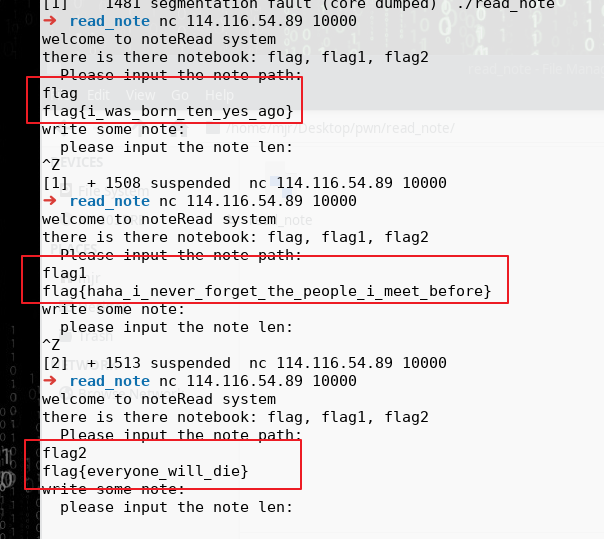 [1]    1481 segmentation fault (core dumped)  ./read_note
➜  read_note nc 114.116.54.89 10000
welcome to noteRead system
there is there notebook: flag, flag1, flag2
  Please input the note path:
flag
flag{i_was_born_ten_yes_ago}
write some note:
  please input the note len:
^Z
[1]  + 1508 suspended  nc 114.116.54.89 10000
➜  read_note nc 114.116.54.89 10000
welcome to noteRead system
there is there notebook: flag, flag1, flag2
  Please input the note path:
flag1
flag{haha_i_never_forget_the_people_i_meet_before}
write some note:
  please input the note len:
^Z
[2]  + 1513 suspended  nc 114.116.54.89 10000
➜  read_note nc 114.116.54.89 10000
welcome to noteRead system
there is there notebook: flag, flag1, flag2
  Please input the note path:
flag2
flag{everyone_will_die}
write some note:
  please input the note len: